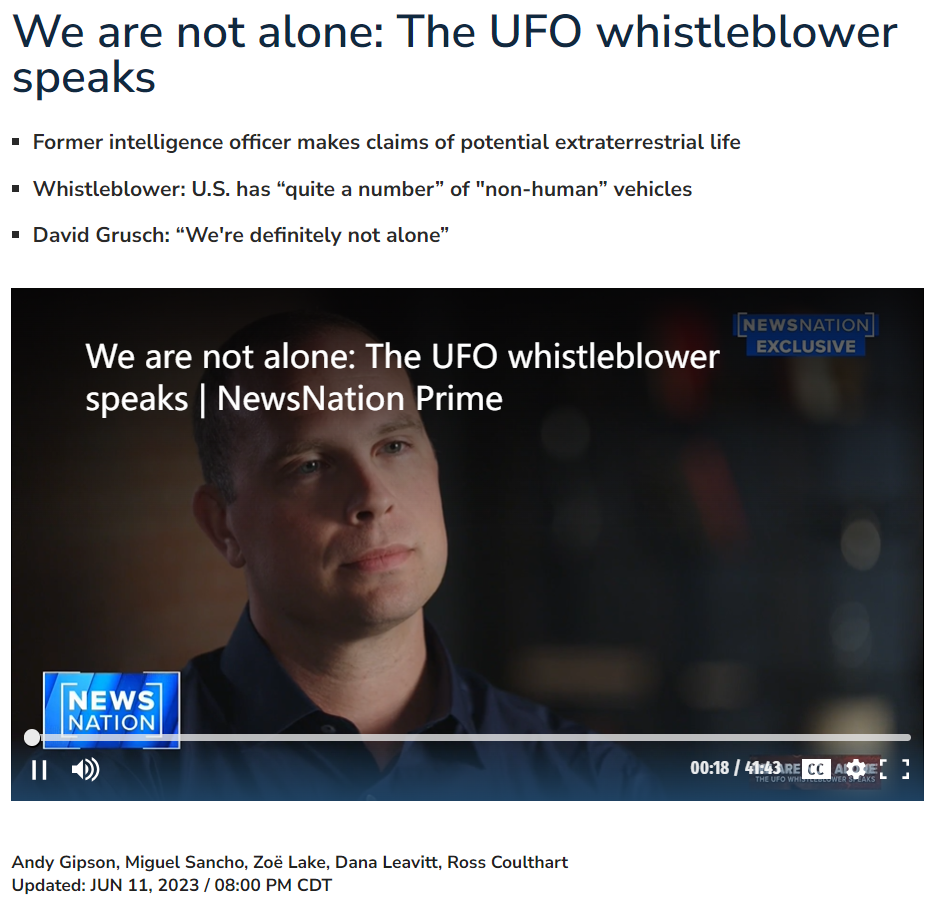 We are not alone: The UFO whistleblower
speaks
Former intelligence officer makes claims of potential extraterrestrial life
Whistleblower: U.S. has “quite a number” of "non-human” vehicles
David Grusch: “We're definitely not alone”
[NEWSNATION]
EXCLUSIVE
We are not alone: The UFO whistleblower
speaks | NewsNation Prime
NEWS
NATION
00:18 / 41:43
CC
THE UFO WHISTLEBLOWER SPEAKS
Andy Gipson, Miguel Sancho, Zoë Lake, Dana Leavitt, Ross Coulthart
Updated: JUN 11, 2023 / 08:00 PM CDT